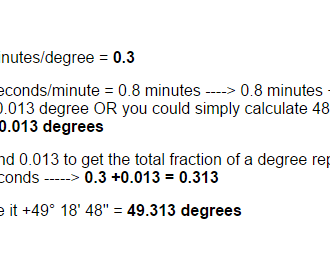 nutes/degree = 0.3
econds/minute = 0.8 minutes ----> 0.8 minutes
0.013 degree OR you could simply calculate 48
0.013 degrees
nd 0.013 to get the total fraction of a degree rep
conds -----> 0.3 +0.013 = 0.313
e it +49° 18' 48" = 49.313 degrees